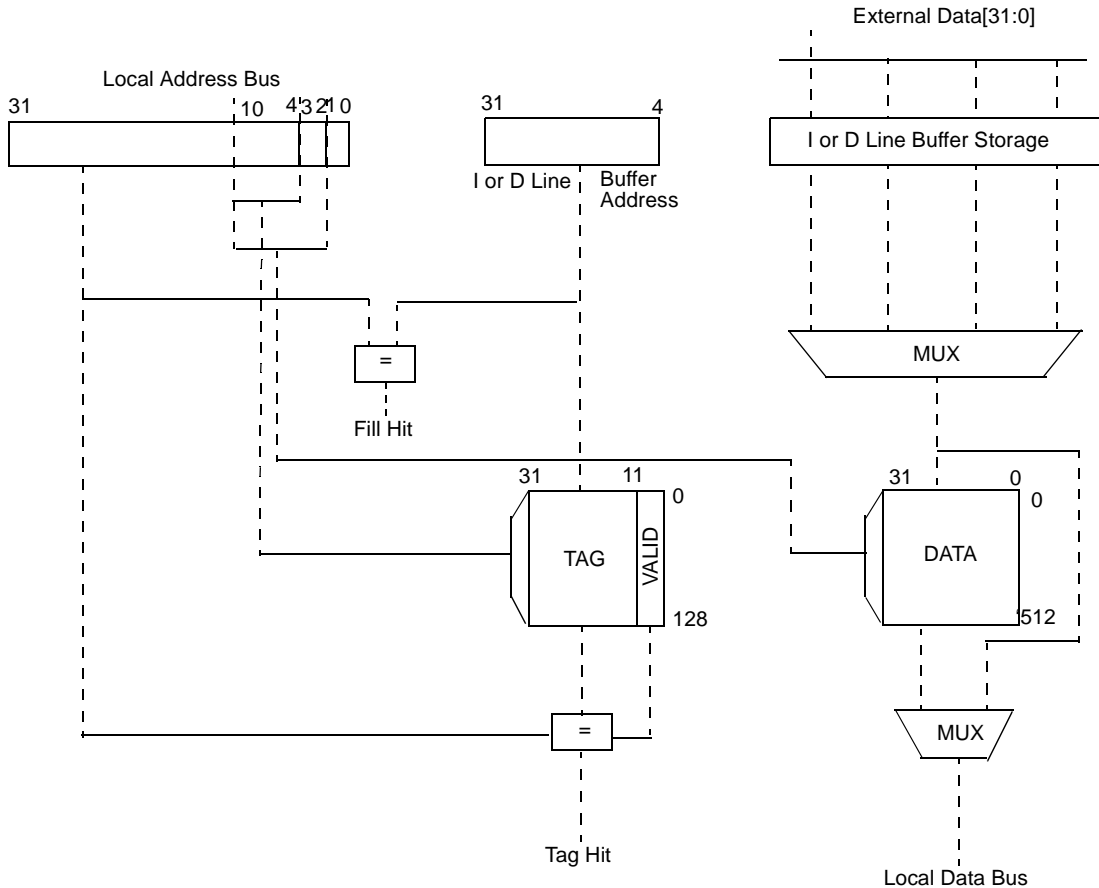 External Data[31:0]
Local Address Bus
31 10 4 3 2 1 0
31 4
I or D Line Buffer Storage
I or D Line Buffer
Address
MUX
=
Fill Hit
31 11 0
31 0 0
TAG VALID
DATA
128
512
=
MUX
Tag Hit
Local Data Bus